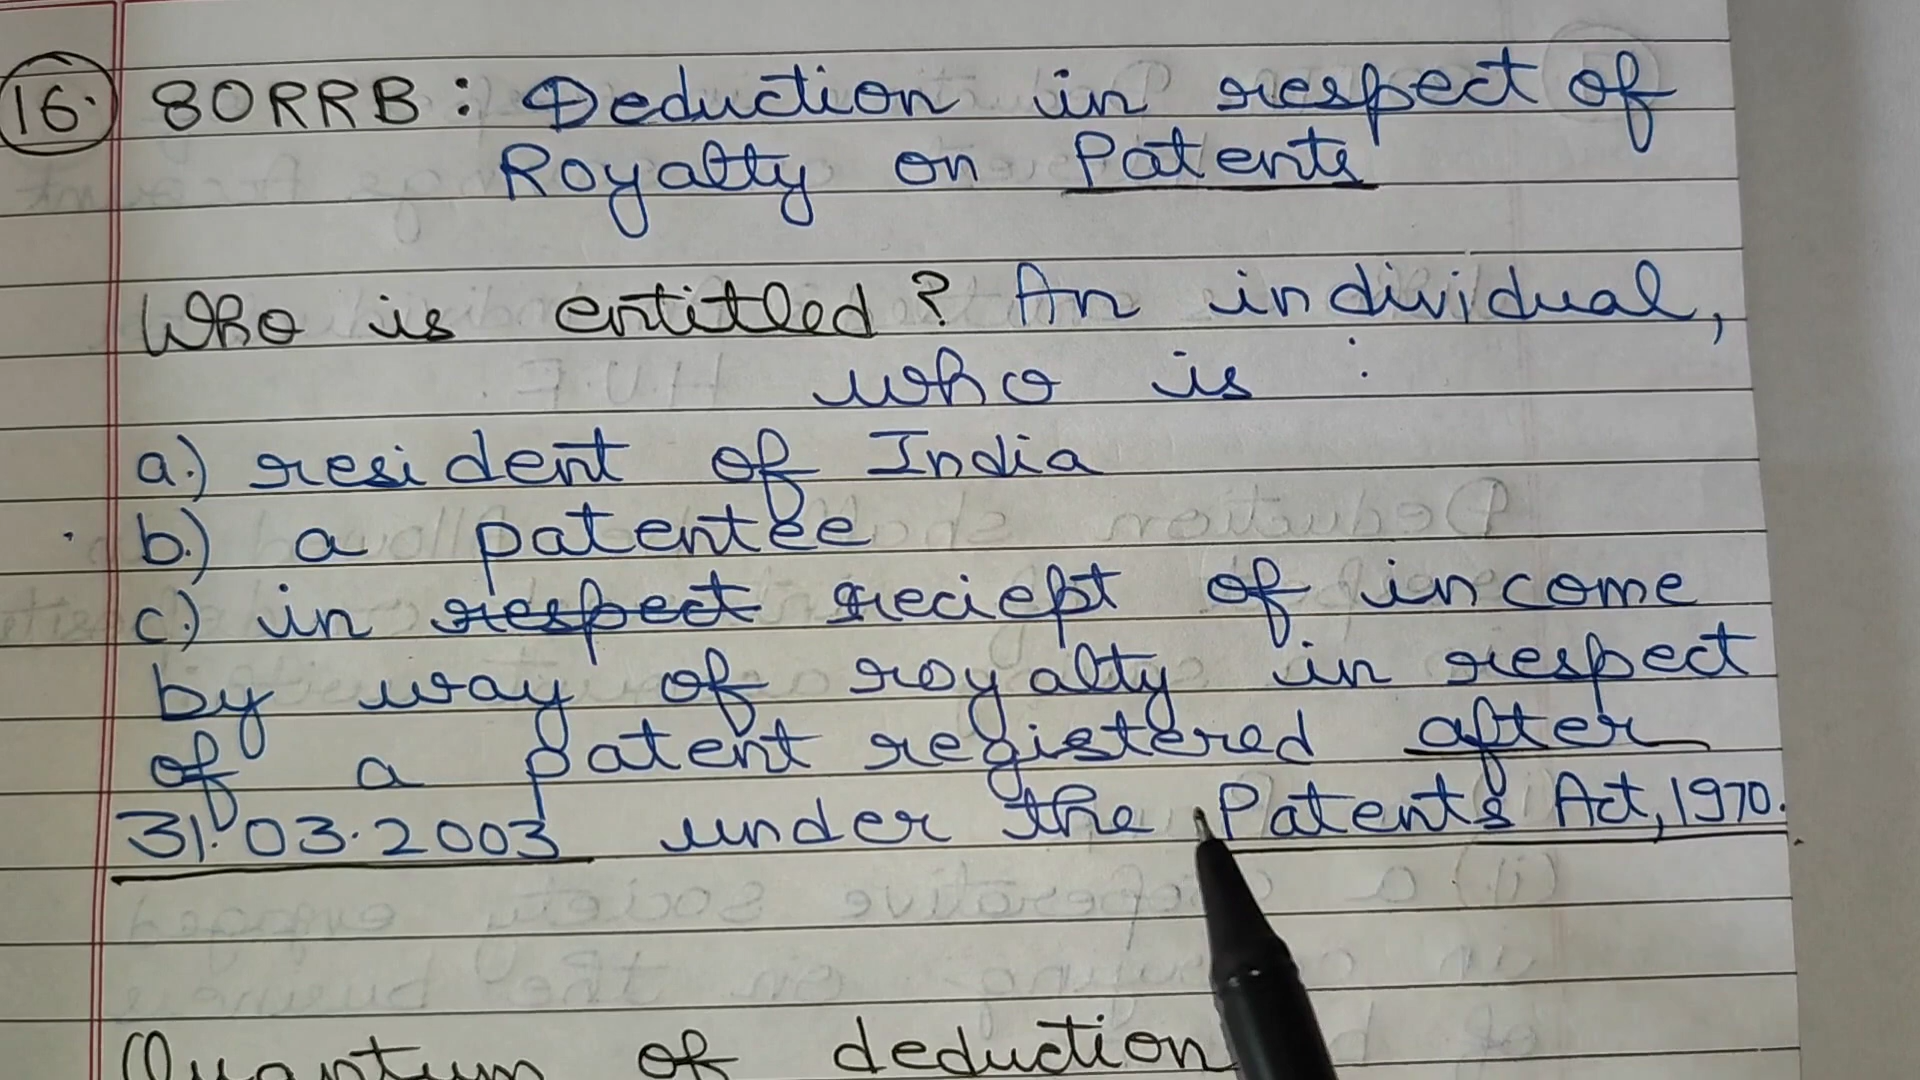 16.
80RRB: Deduction in respect of
Royalty on Patents
Who is entitled? An individual,
who is :
a.) resident of India
b.) a patentee
c.) in respect reciept of income
by way of royalty in respect
of a patent registered after
31.03.2003 under the Patents Act, 1970.
Quantum of deduction